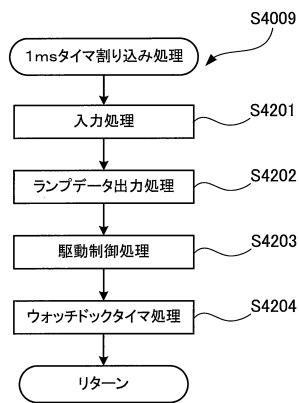 S4009
1msタイマ割り込み処理
入力処理
S4201
ランプデータ出力処理
S4202
駆動制御処理
S4203
ウォッチドックタイマ処理
S4204
リターン